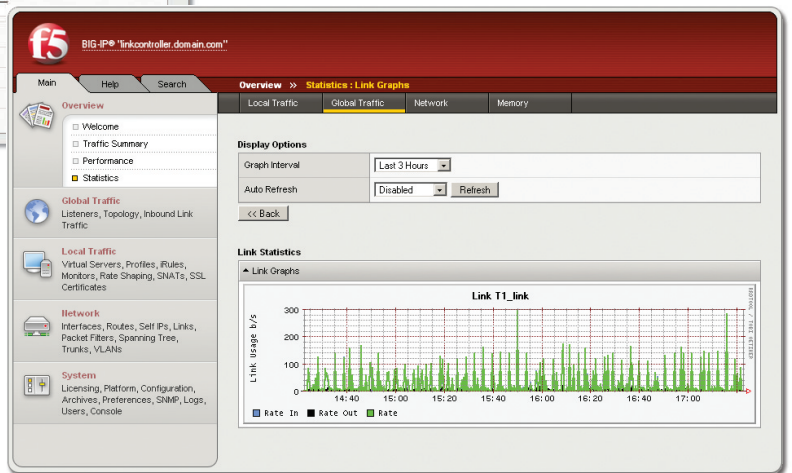 f5
BIG-IP® "linkcontroller.domain.com"
Main
Help
Search
Overview >> Statistics : Link Graphs
Local Traffic
Global Traffic
Network
Memory
Overview
Welcome
Traffic Summary
Performance
Statistics
Global Traffic
Listeners, Topology, Inbound Link
Traffic
Local Traffic
Virtual Servers, Profiles, iRules,
Monitors, Rate Shaping, SNATs, SSL
Certificates
Network
Interfaces, Routes, Self IPs, Links,
Packet Filters, Spanning Tree,
Trunks, VLANs
System
Licensing, Platform, Configuration,
Archives, Preferences, SNMP, Logs,
Users, Console
Display Options
Graph Interval
Last 3 Hours
Auto Refresh
Disabled
Refresh
<< Back
Link Statistics
Link Graphs
Link T1_link
Link Usage b/s
300
200
100
0
14:40 15:00 15:20 15:40 16:00 16:20 16:40 17:00
Rate In Rate Out Rate
RRDTOOL / TOBI OETIKER